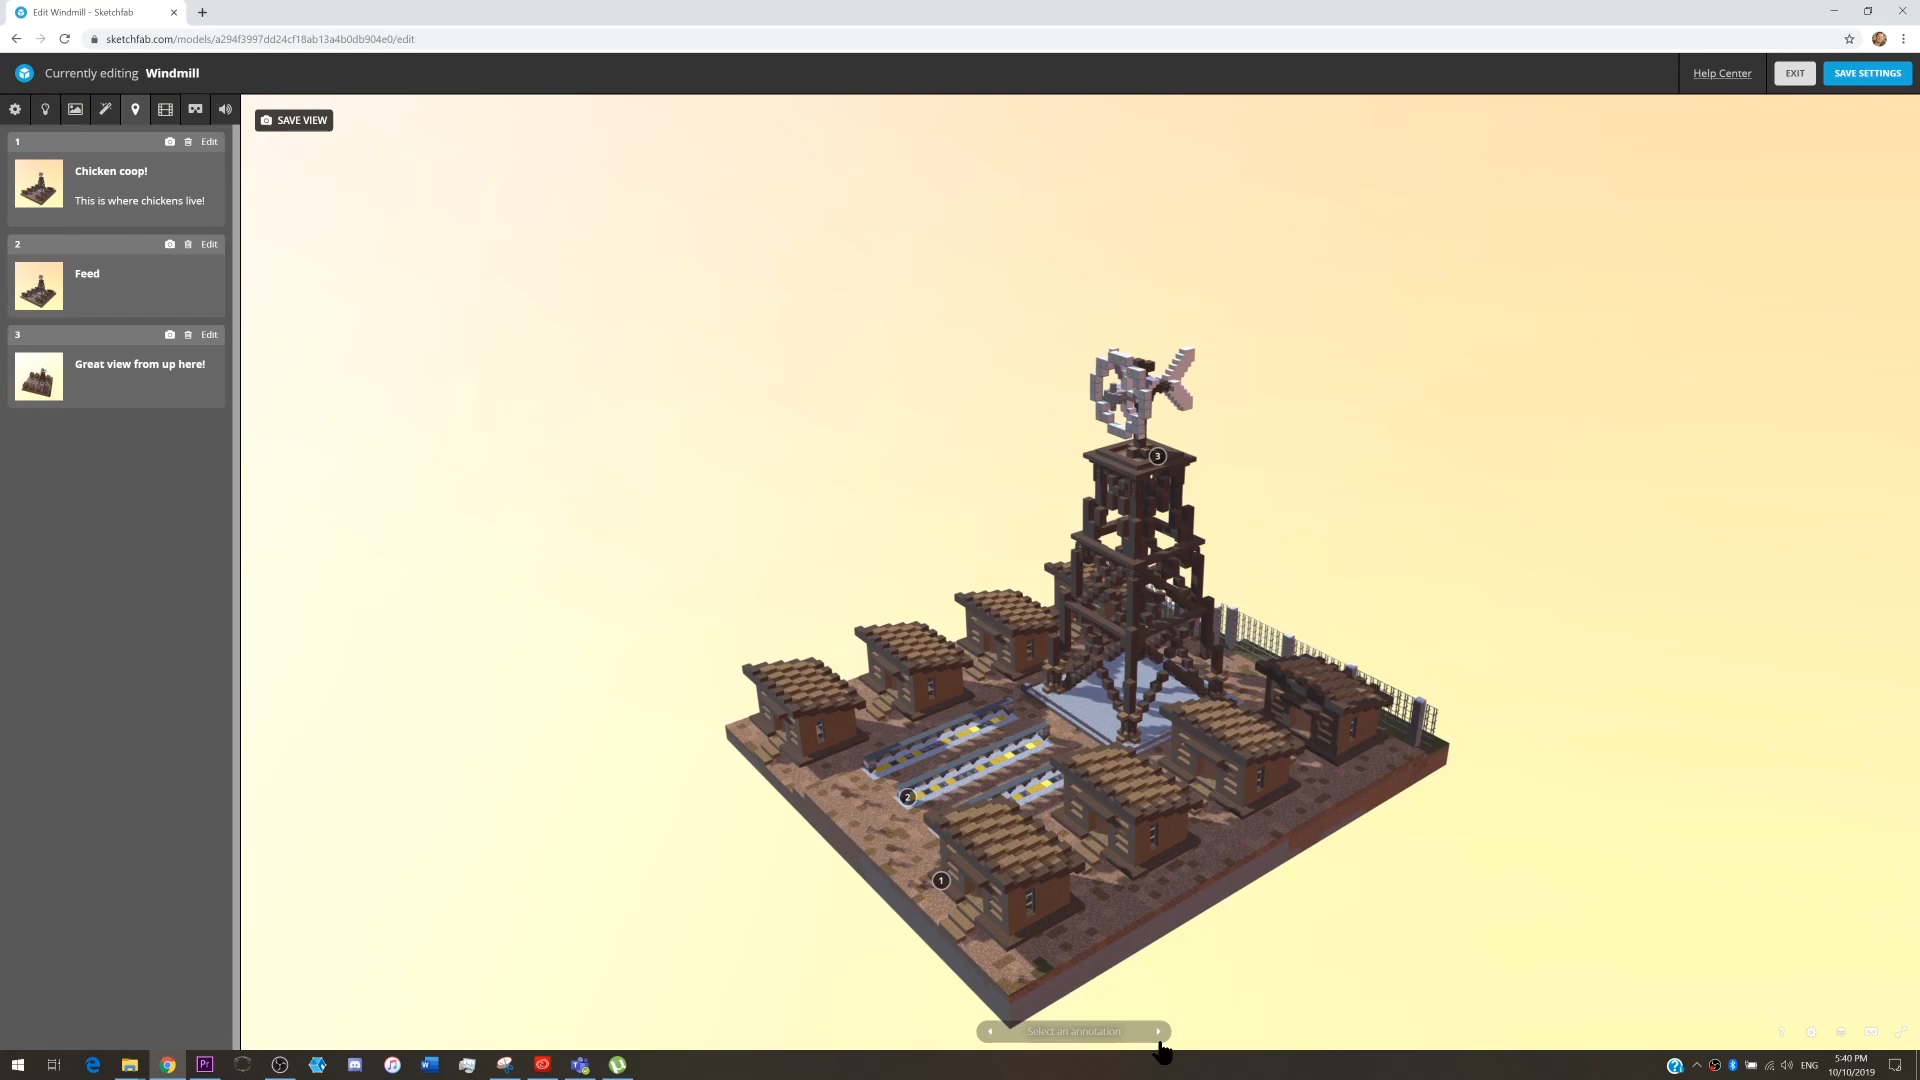 Edit Windmill - Sketchfab
sketchfab.com/models/a294f3997dd24cf18ab13a4b0db904e0/edit
Currently editing Windmill
Help Center
EXIT
SAVE SETTINGS
SAVE VIEW
1
Edit
Chicken coop!
This is where chickens live!
2
Edit
Feed
3
Edit
Great view from up here!
3
2
1
Select an annotation
ENG
5:40 PM
10/10/2019